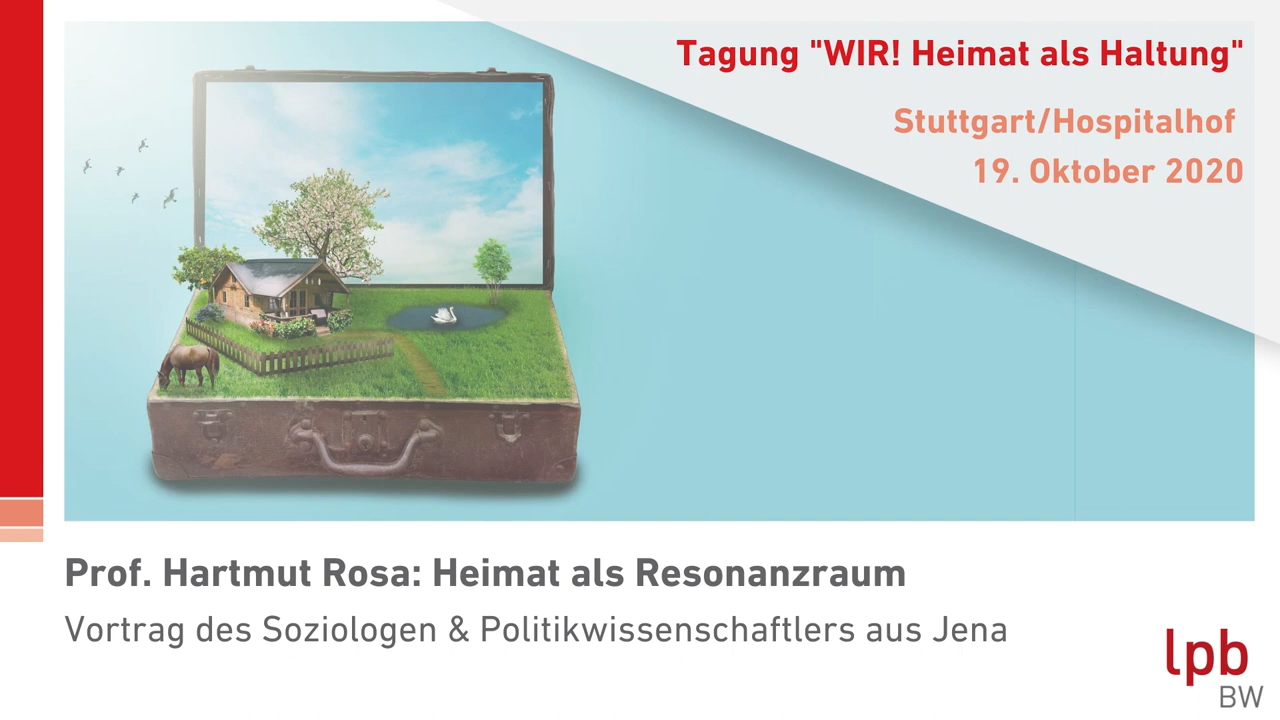 Tagung "WIR! Heimat als Haltung"
Stuttgart/Hospitalhof
19. Oktober 2020
Prof. Hartmut Rosa: Heimat als Resonanzraum
Vortrag des Soziologen & Politikwissenschaftlers aus Jena
lpb
BW